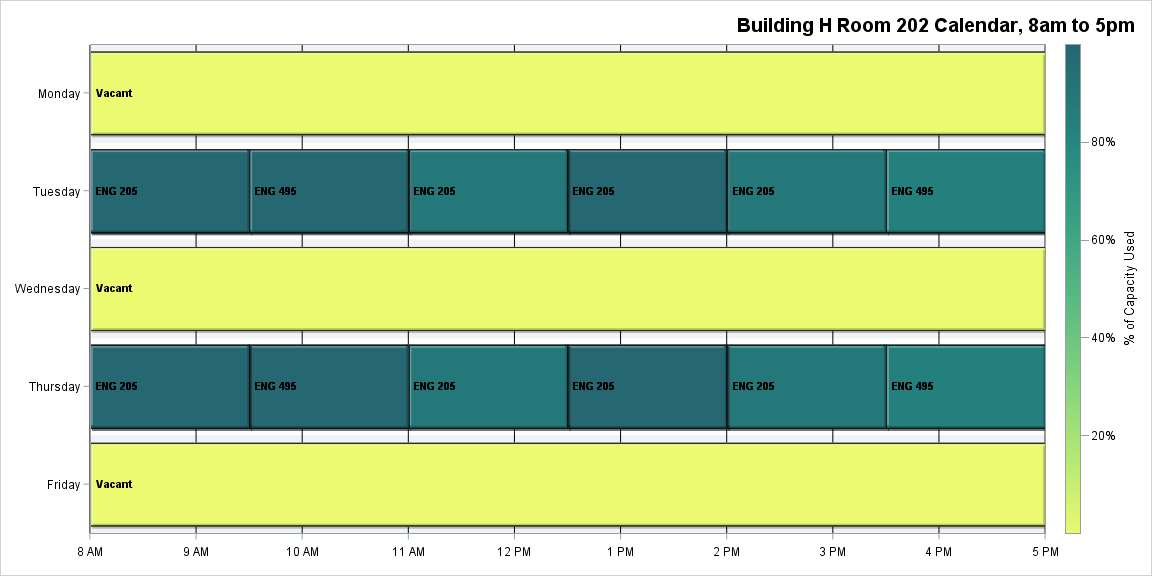 Building H Room 202 Calendar, 8am to 5pm
Monday
Vacant
Tuesday
ENG 205
ENG 495
ENG 205
ENG 205
ENG 205
ENG 495
Wednesday
Vacant
Thursday
ENG 205
ENG 495
ENG 205
ENG 205
ENG 205
ENG 495
Friday
Vacant
8 AM
9 AM
10 AM
11 AM
12 PM
1 PM
2 PM
3 PM
4 PM
5 PM
80%
60%
40%
20%
% of Capacity Used